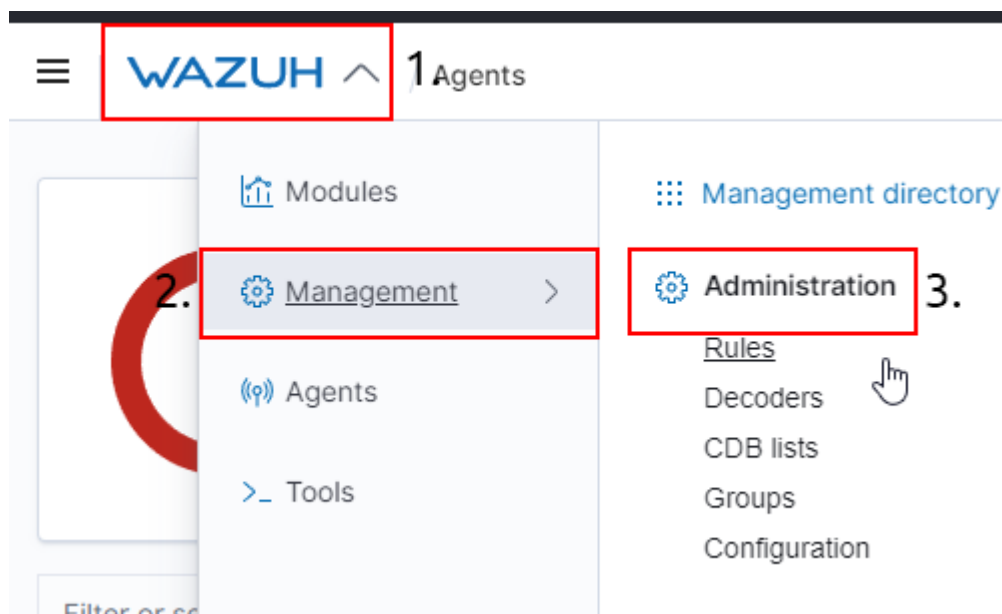 WAZUH 1. Agents
Modules
Management directory
2. Management
Administration 3.
Rules
Decoders
Agents
CDB lists
Tools
Groups
Configuration